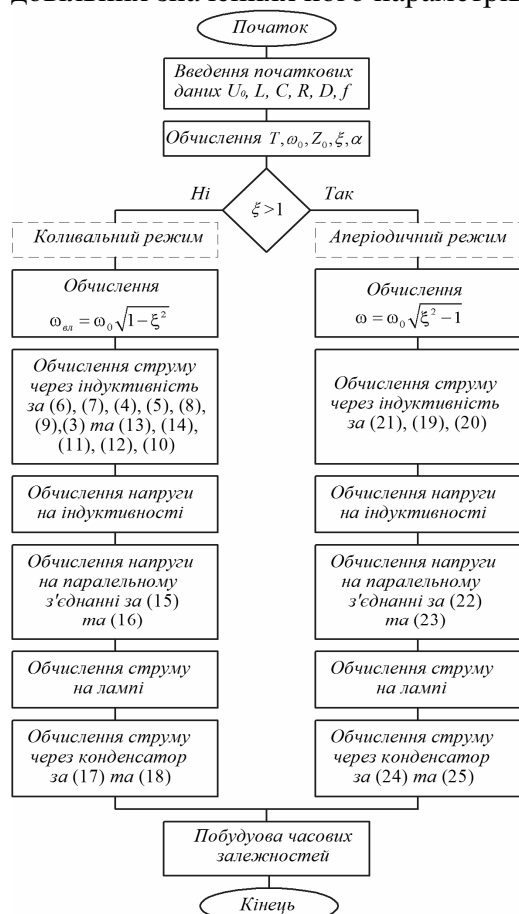 довільних значеннях його параметрів
Початок
Введення початкових
даних U₀, L, C, R, D, f
Обчислення T, ω₀, Z₀, ξ, α
Ні
ξ>1
Так
Коливальний режим
Аперіодичний режим
Обчислення
ω_вл = ω₀√(1−ξ²)
Обчислення
ω = ω₀√(ξ²−1)
Обчислення струму
через індуктивність
за (6), (7), (4), (5), (8),
(9),(3) та (13), (14),
(11), (12), (10)
Обчислення струму
через індуктивність
за (21), (19), (20)
Обчислення напруги
на індуктивності
Обчислення напруги
на індуктивності
Обчислення напруги
на паралельному
з'єднанні за (15)
та (16)
Обчислення напруги
на паралельному
з'єднанні за (22)
та (23)
Обчислення струму
на лампі
Обчислення струму
на лампі
Обчислення струму
через конденсатор
за (17) та (18)
Обчислення струму
через конденсатор
за (24) та (25)
Побудуова часових
залежностей
Кінець